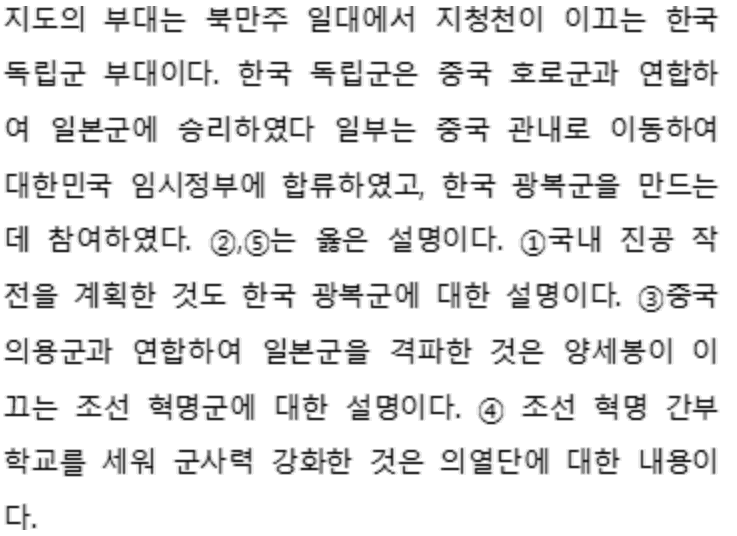 지도의 부대는 북만주 일대에서 지청천이 이끄는 한국
독립군 부대이다. 한국 독립군은 중국 호로군과 연합하
여 일본군에 승리하였다 일부는 중국 관내로 이동하여
대한민국 임시정부에 합류하였고, 한국 광복군을 만드는
데 참여하였다. ②,⑤는 옳은 설명이다. ①국내 진공 작
전을 계획한 것도 한국 광복군에 대한 설명이다. ③중국
의용군과 연합하여 일본군을 격파한 것은 양세봉이 이
끄는 조선 혁명군에 대한 설명이다. ④ 조선 혁명 간부
학교를 세워 군사력 강화한 것은 의열단에 대한 내용이
다.